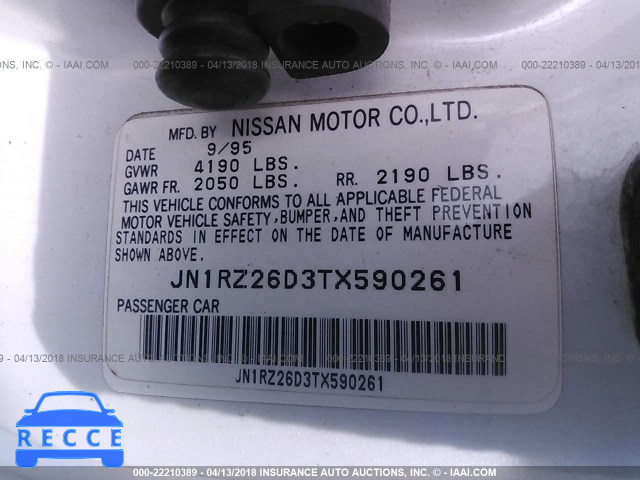 000-22210389 - 04/13/2018 INSURANCE AUTO AUCTIONS, INC. © - IAAI.COM
MFD. BY NISSAN MOTOR CO.,LTD.
DATE 9/95
GVWR 4190 LBS.
GAWR FR. 2050 LBS. RR. 2190 LBS.
THIS VEHICLE CONFORMS TO ALL APPLICABLE FEDERAL
MOTOR VEHICLE SAFETY,BUMPER,AND THEFT PREVENTION
STANDARDS IN EFFECT ON THE DATE OF MANUFACTURE
SHOWN ABOVE.
JN1RZ26D3TX590261
PASSENGER CAR
000-22210389 - 04/13/2018 INSURANCE AUTO AUCTIONS, INC. © - IAAI.COM
JN1RZ26D3TX590261
RECCE
000-22210389 - 04/13/2018 INSURANCE AUTO AUCTIONS, INC. © - IAAI.COM